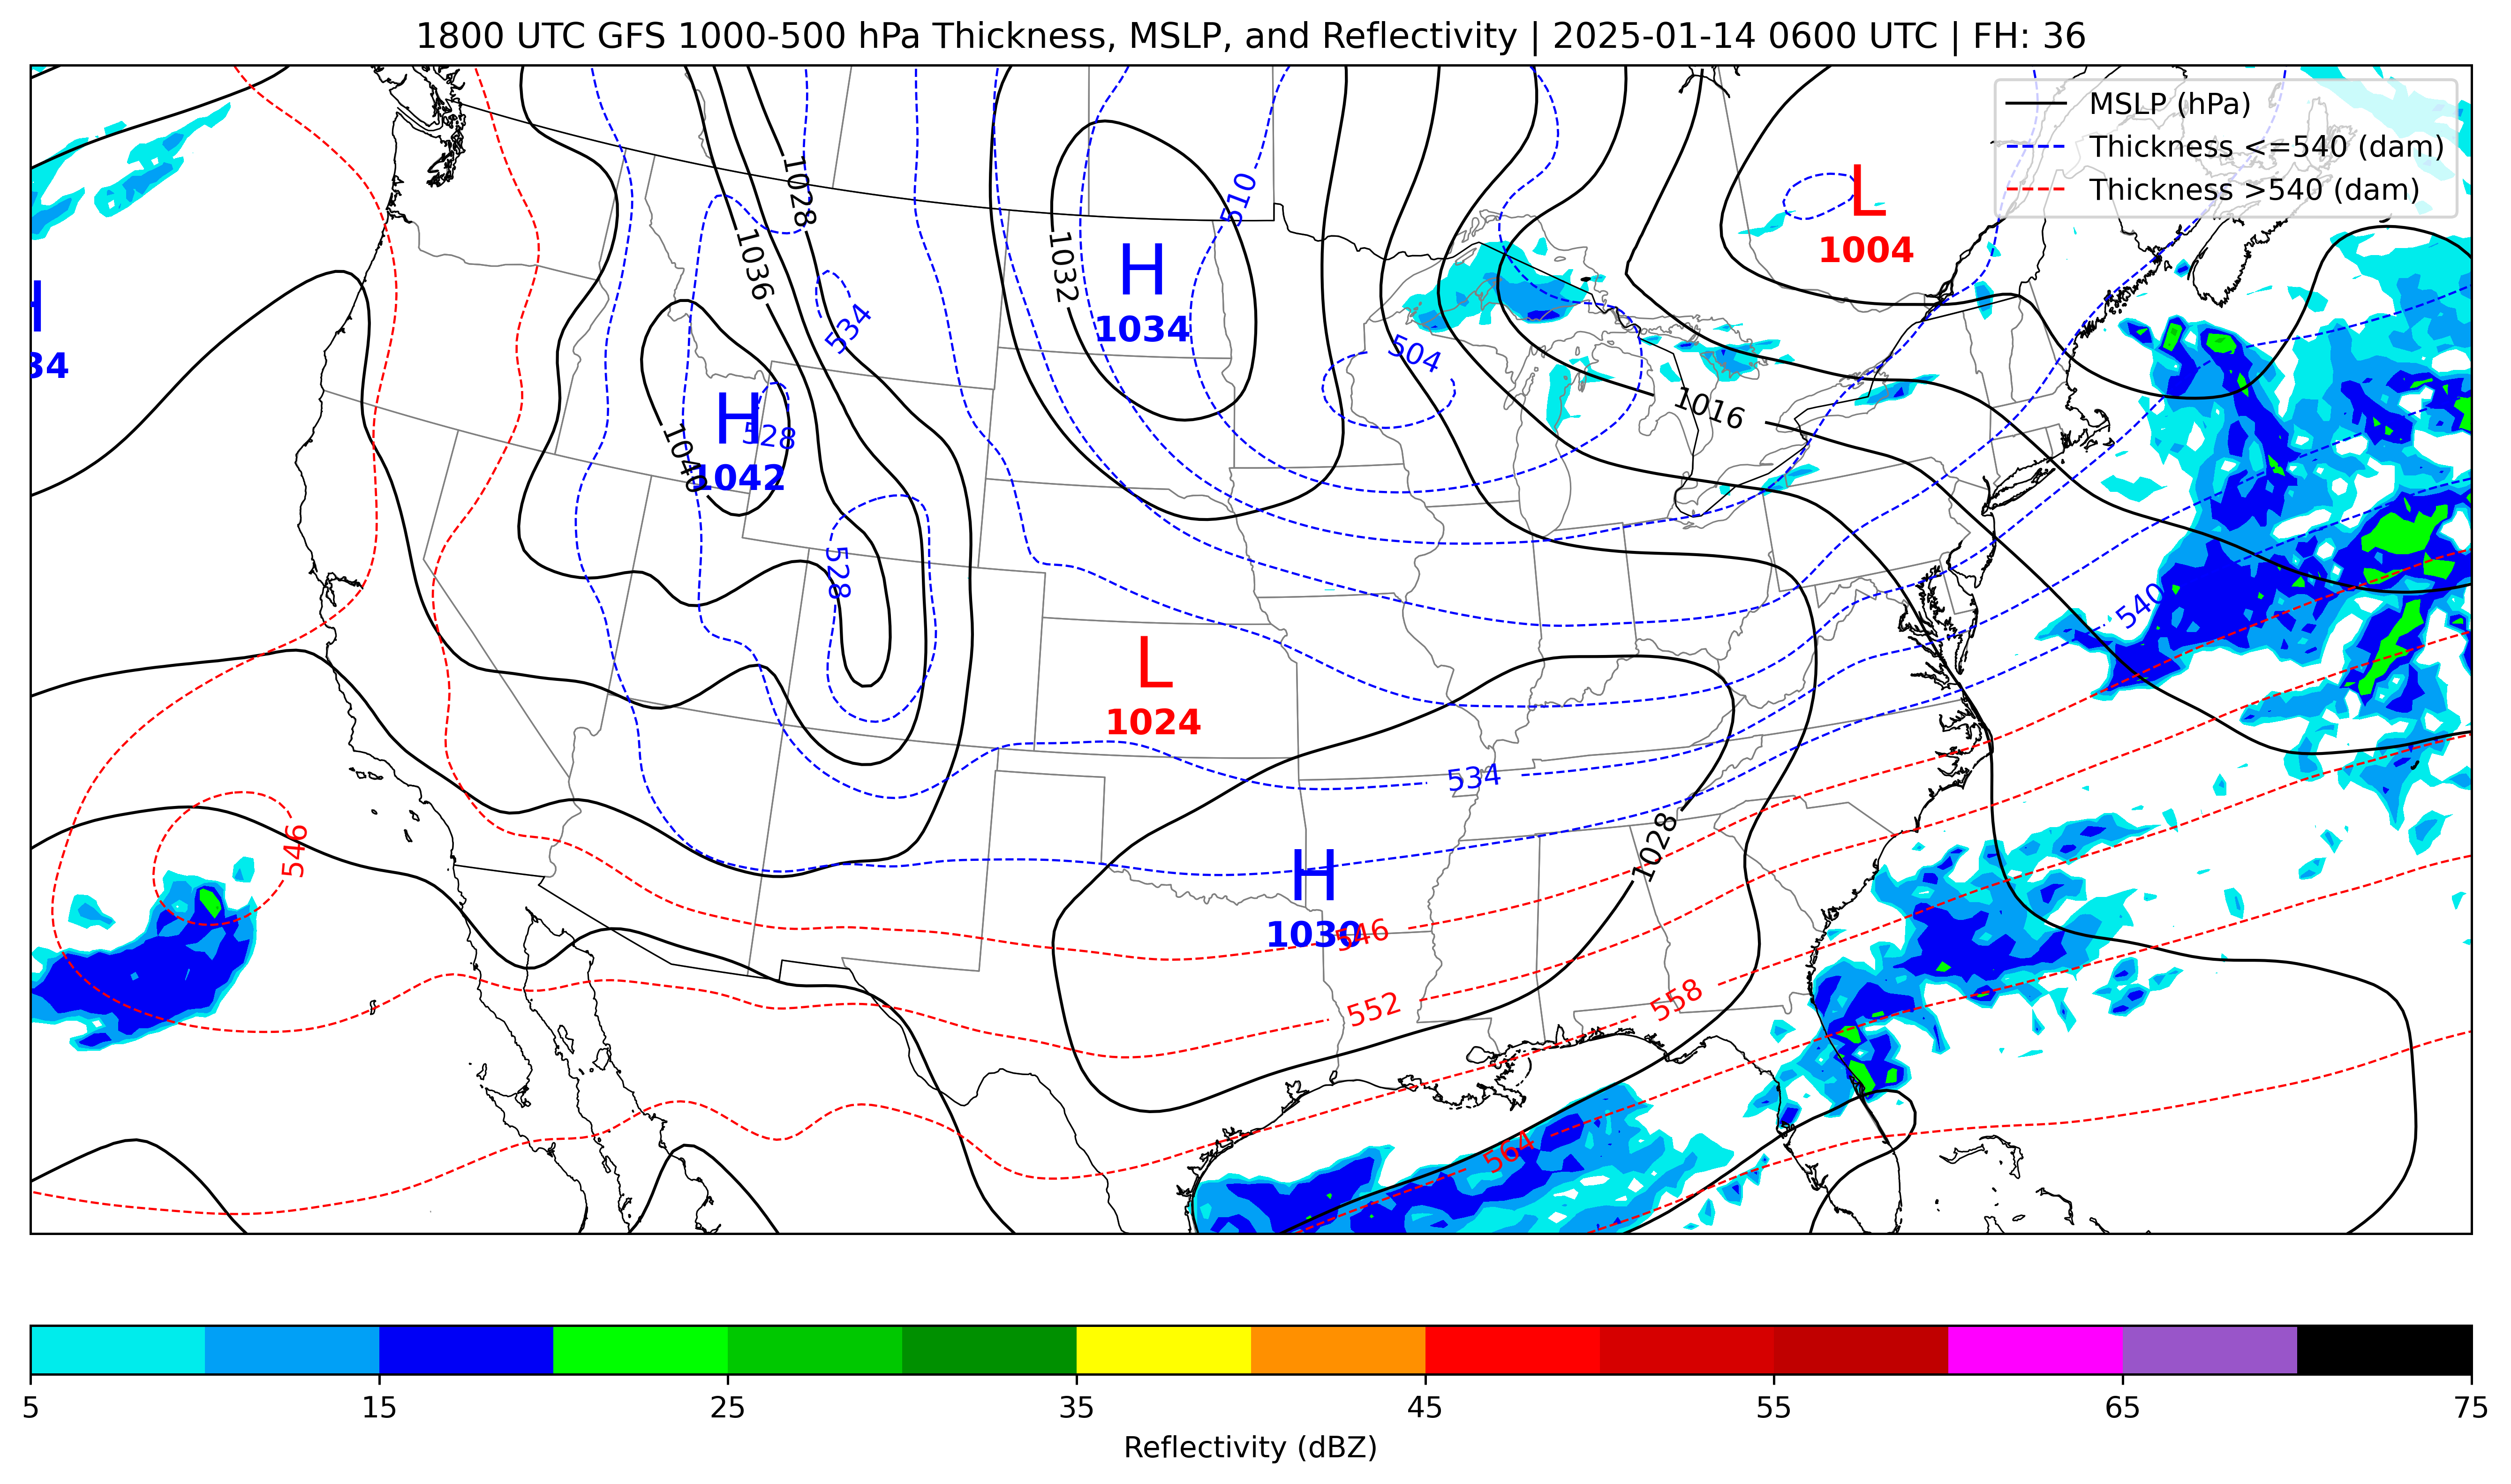 1800 UTC GFS 1000-500 hPa Thickness, MSLP, and Reflectivity | 2025-01-14 0600 UTC | FH: 36
MSLP (hPa)
Thickness <=540 (dam)
Thickness >540 (dam)
1028
510
L
1004
1036
1032
H
1034
H
34
534
504
H
528
1042
1040
1016
528
540
L
1024
534
546
1028
H
1030
546
552
558
564
5
15
25
35
45
55
65
75
Reflectivity (dBZ)